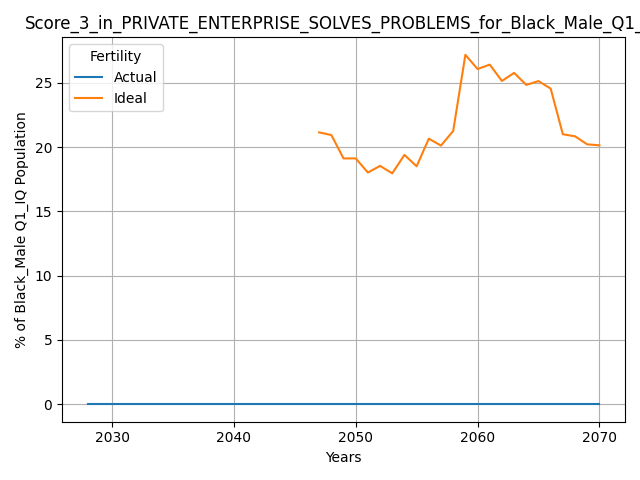 Score_3_in_PRIVATE_ENTERPRISE_SOLVES_PROBLEMS_for_Black_Male_Q1_
Fertility
Actual
Ideal
% of Black_Male Q1_IQ Population
25
20
15
10
5
0
2030 2040 2050 2060 2070
Years